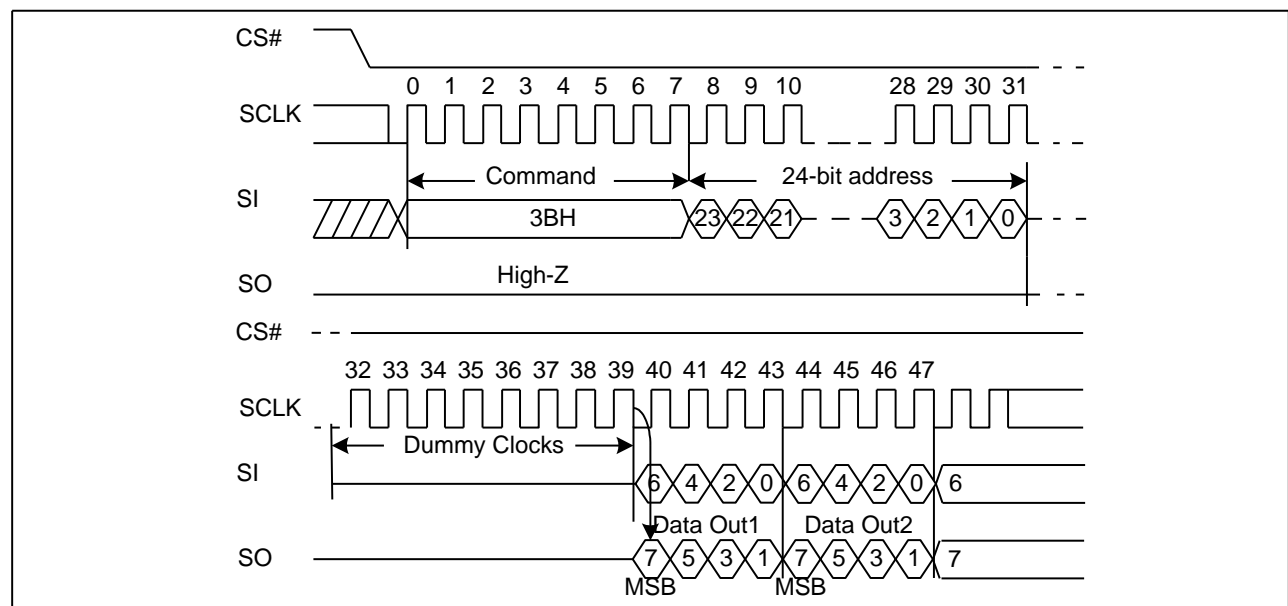 CS#
0 1 2 3 4 5 6 7 8 9 10 28 29 30 31
SCLK
Command 24-bit address
SI
3BH 23 22 21 3 2 1 0
High-Z
SO
CS#
32 33 34 35 36 37 38 39 40 41 42 43 44 45 46 47
SCLK
Dummy Clocks
SI
6 4 2 0 6 4 2 0 6
Data Out1 Data Out2
SO
7 5 3 1 7 5 3 1 7
MSB MSB